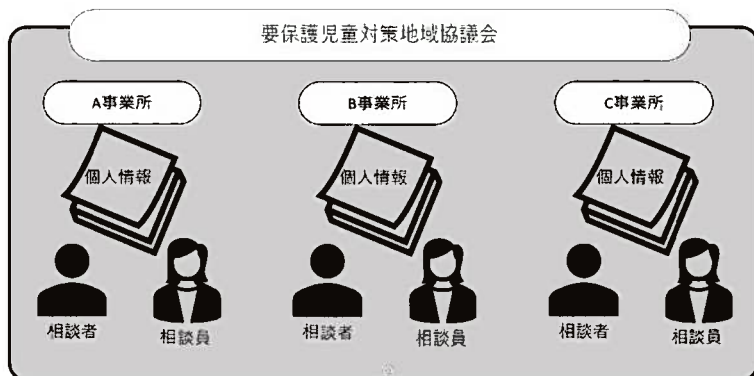 要保護児童対策地域協議会
A事業所
B事業所
C事業所
個人情報
個人情報
個人情報
相談者
相談員
相談者
相談員
相談者
相談員